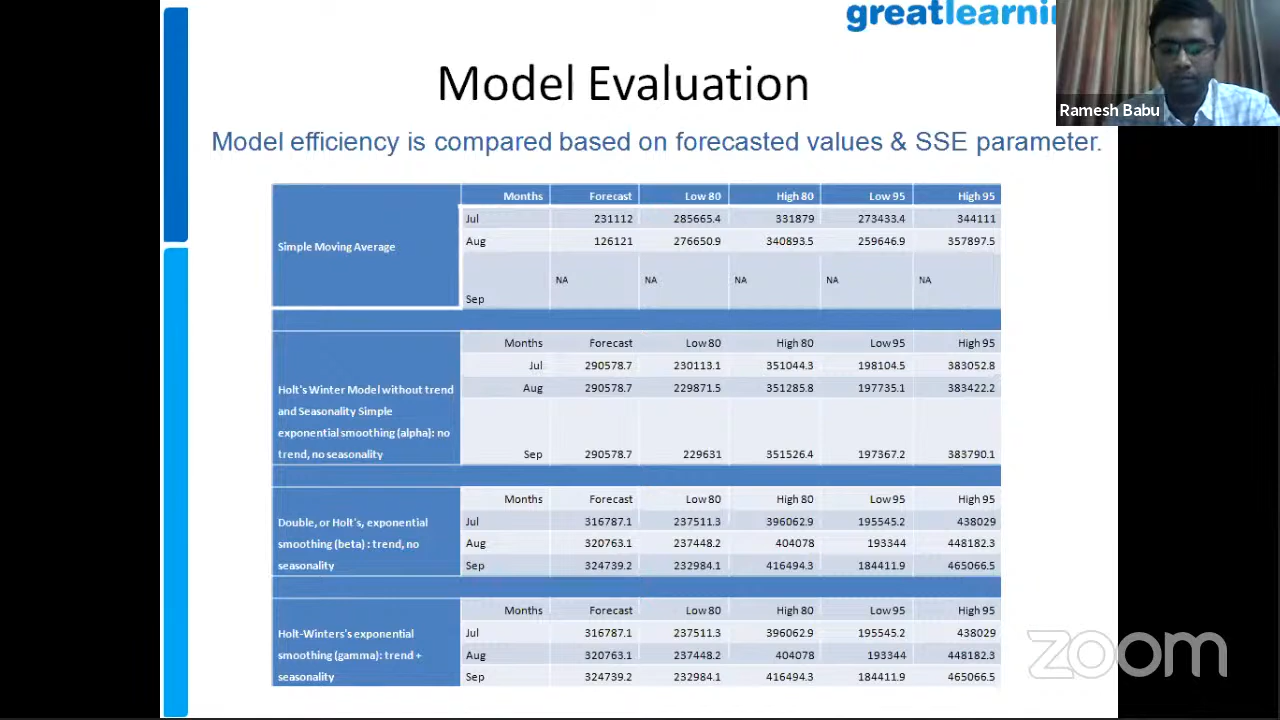 greatlearnin
Ramesh Babu
Model Evaluation
Model efficiency is compared based on forecasted values & SSE parameter.
Months Forecast Low 80 High 80 Low 95 High 95
Simple Moving Average
Jul 231112 285665.4 331879 273433.4 344111
Aug 126121 276650.9 340893.5 259646.9 357897.5
Sep NA NA NA NA NA
Months Forecast Low 80 High 80 Low 95 High 95
Holt's Winter Model without trend
and Seasonality Simple
exponential smoothing (alpha): no
trend, no seasonality
Jul 290578.7 230113.1 351044.3 198104.5 383052.8
Aug 290578.7 229871.5 351285.8 197735.1 383422.2
Sep 290578.7 229631 351526.4 197367.2 383790.1
Months Forecast Low 80 High 80 Low 95 High 95
Double, or Holt's, exponential
smoothing (beta) : trend, no
seasonality
Jul 316787.1 237511.3 396062.9 195545.2 438029
Aug 320763.1 237448.2 404078 193344 448182.3
Sep 324739.2 232984.1 416494.3 184411.9 465066.5
Months Forecast Low 80 High 80 Low 95 High 95
Holt-Winters's exponential
smoothing (gamma): trend +
seasonality
Jul 316787.1 237511.3 396062.9 195545.2 438029
Aug 320763.1 237448.2 404078 193344 448182.3
Sep 324739.2 232984.1 416494.3 184411.9 465066.5
zoom